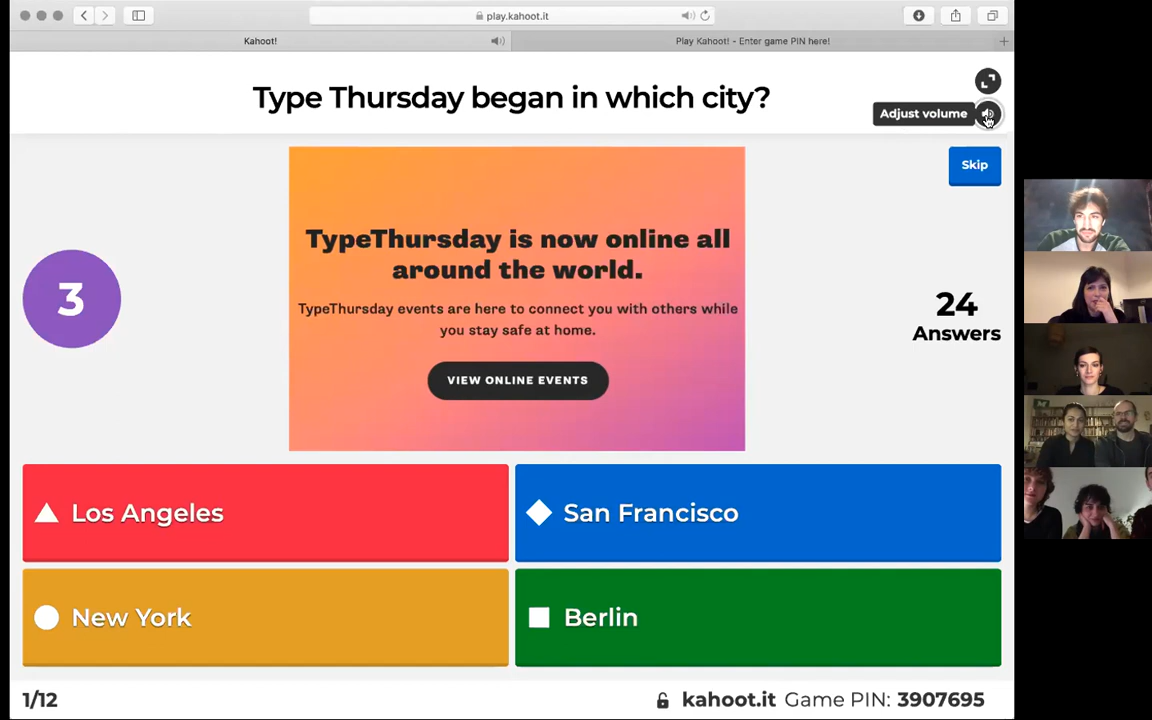 play.kahoot.it
Kahoot!
Play Kahoot! - Enter game PIN here!
Type Thursday began in which city?
Adjust volume
Skip
TypeThursday is now online all
around the world.
TypeThursday events are here to connect you with others while
you stay safe at home.
VIEW ONLINE EVENTS
3
24
Answers
Los Angeles
San Francisco
New York
Berlin
1/12
kahoot.it Game PIN: 3907695